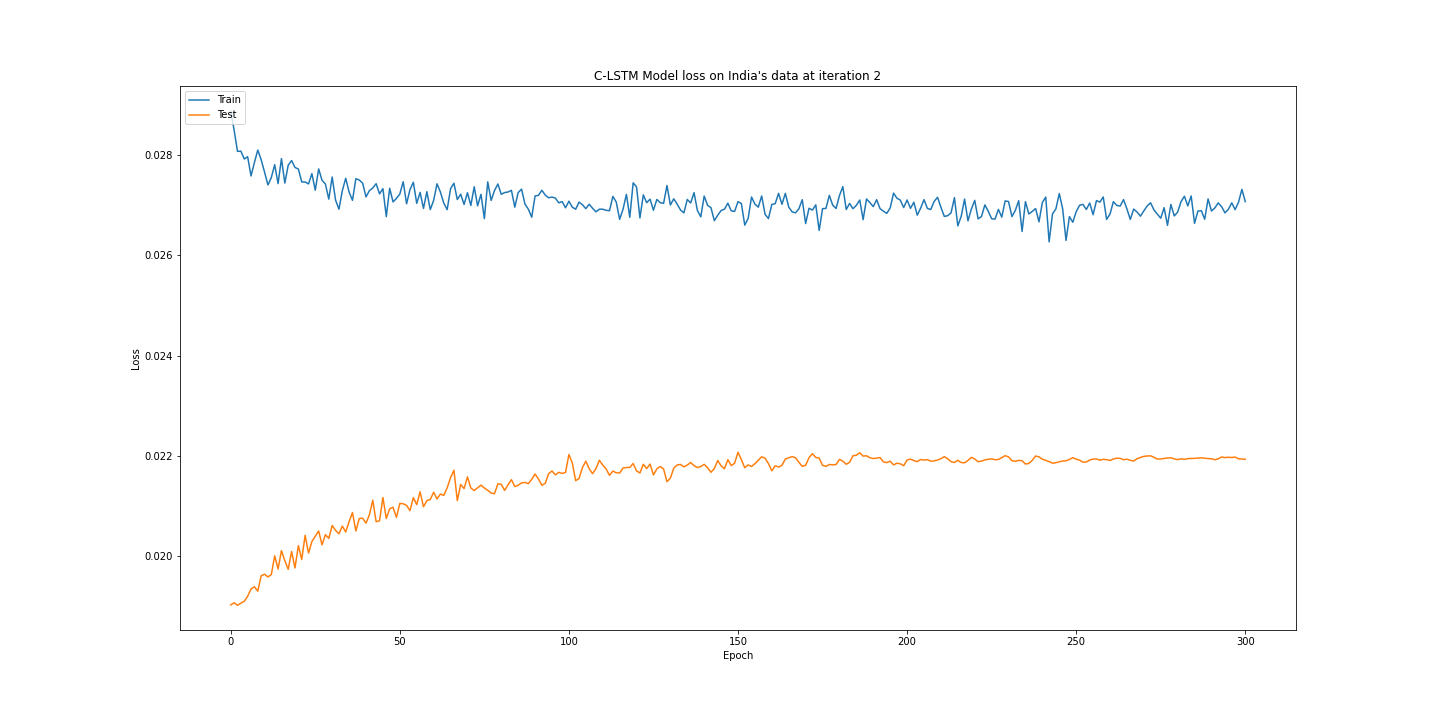 C-LSTM Model loss on India's data at iteration 2
Train
Test
0.028
0.026
0.024
0.022
0.020
Loss
0 50 100 150 200 250 300
Epoch